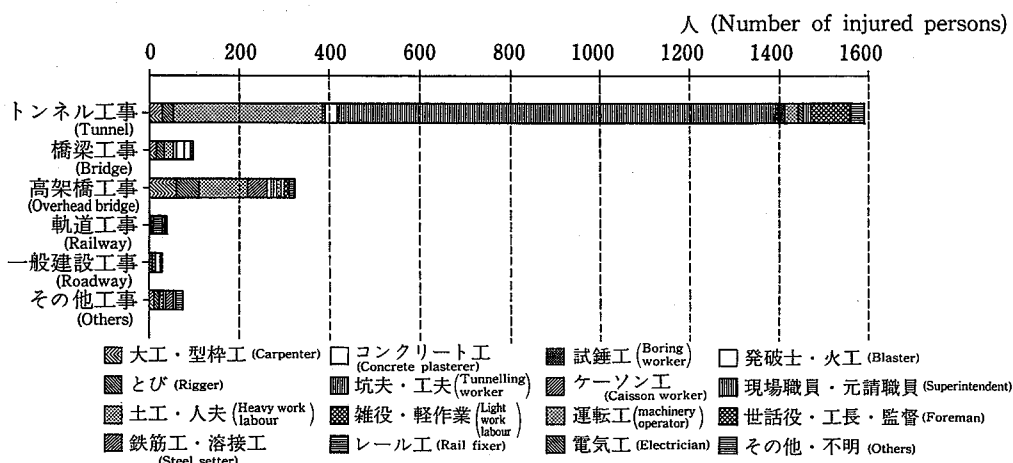 人 (Number of injured persons)
0 200 400 600 800 1000 1200 1400 1600
トンネル工事
(Tunnel)
橋梁工事
(Bridge)
高架橋工事
(Overhead bridge)
軌道工事
(Railway)
一般建設工事
(Roadway)
その他工事
(Others)
大工・型枠工 (Carpenter)
コンクリート工
(Concrete plasterer)
試錐工 (Boring worker)
発破士・火工 (Blaster)
とび (Rigger)
坑夫・工夫 (Tunnelling worker)
ケーソン工
(Caisson worker)
現場職員・元請職員 (Superintendent)
土工・人夫 (Heavy work labour)
雑役・軽作業 (Light work labour)
運転工 (machinery operator)
世話役・工長・監督 (Foreman)
鉄筋工・溶接工
(Steel setter)
レール工 (Rail fixer)
電気工 (Electrician)
その他・不明 (Others)